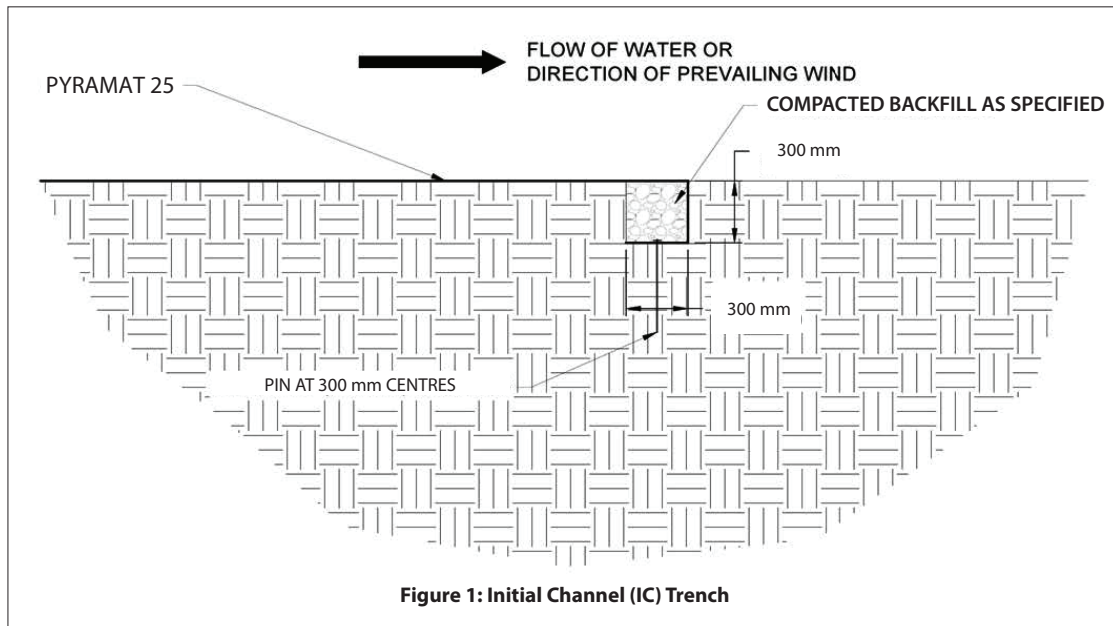 FLOW OF WATER OR
DIRECTION OF PREVAILING WIND
PYRAMAT 25
COMPACTED BACKFILL AS SPECIFIED
300 mm
300 mm
PIN AT 300 mm CENTRES
Figure 1: Initial Channel (IC) Trench